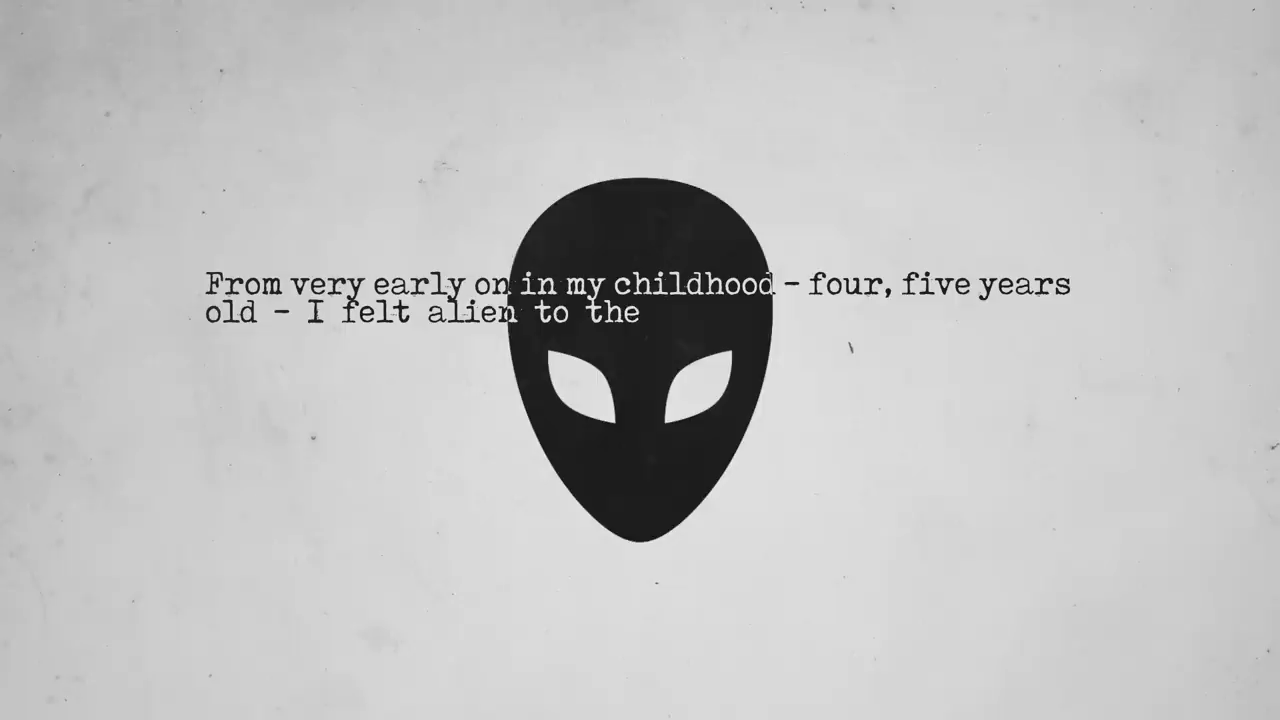 From very early on in my childhood - four, five years
old - I felt alien to the